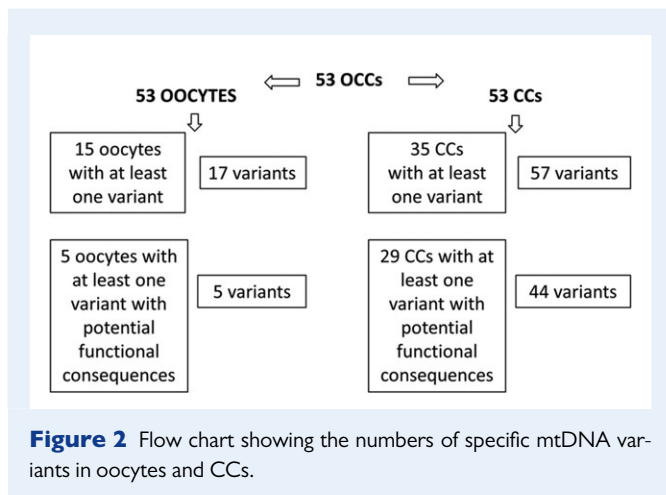 53 OCCs
53 OOCYTES
53 CCs
15 oocytes
with at least
one variant
17 variants
35 CCs
with at least
one variant
57 variants
5 oocytes with
at least one
variant with
potential
functional
consequences
5 variants
29 CCs with at
least one
variant with
potential
functional
consequences
44 variants
Figure 2 Flow chart showing the numbers of specific mtDNA var-
iants in oocytes and CCs.